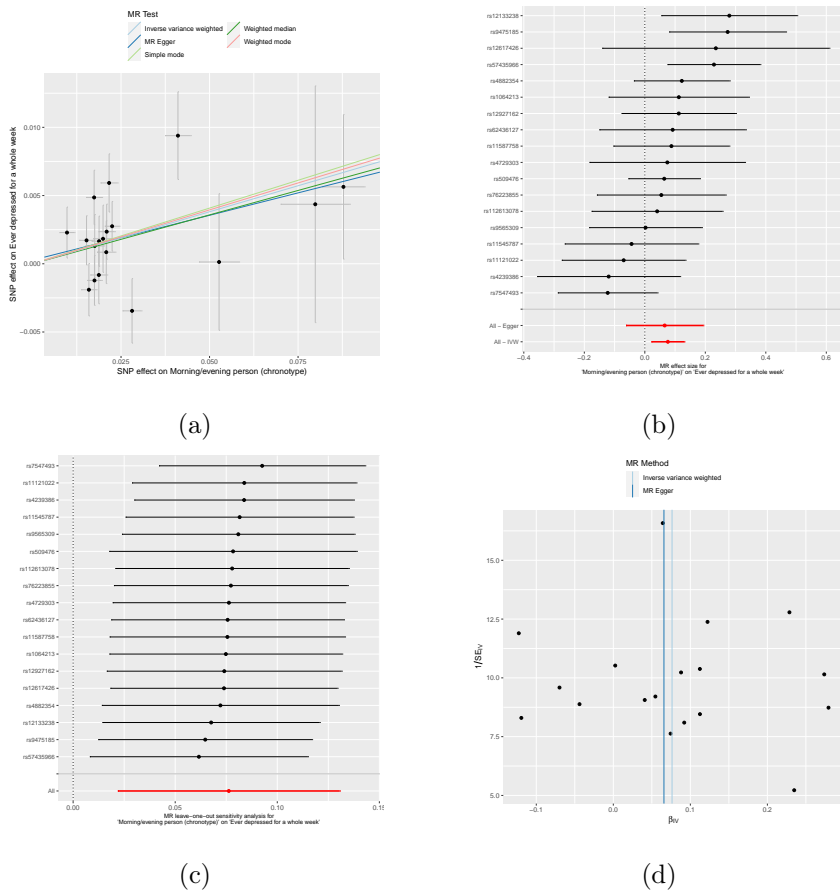 MR Test
Inverse variance weighted
MR Egger
Simple mode
Weighted median
Weighted mode
SNP effect on Ever depressed for a whole week
0.010
0.005
0.000
−0.005
0.025
0.050
0.075
SNP effect on Morning/evening person (chronotype)
(a)
rs12133238
rs9475185
rs12617426
rs57435966
rs4882354
rs1064213
rs12927162
rs62436127
rs11587758
rs4729303
rs509476
rs76223855
rs112613078
rs9565309
rs11545787
rs11121022
rs4239386
rs7547493
All − Egger
All − IVW
−0.4
−0.2
0.0
0.2
0.4
0.6
MR effect size for
'Morning/evening person (chronotype)' on 'Ever depressed for a whole week'
(b)
rs7547493
rs11121022
rs4239386
rs11545787
rs9565309
rs509476
rs112613078
rs76223855
rs4729303
rs62436127
rs11587758
rs1064213
rs12927162
rs12617426
rs4882354
rs12133238
rs9475185
rs57435966
All
0.00
0.05
0.10
0.15
MR leave−one−out sensitivity analysis for
'Morning/evening person (chronotype)' on 'Ever depressed for a whole week'
(c)
MR Method
Inverse variance weighted
MR Egger
1/SE_IV
15.0
12.5
10.0
7.5
5.0
−0.1
0.0
0.1
0.2
β_IV
(d)